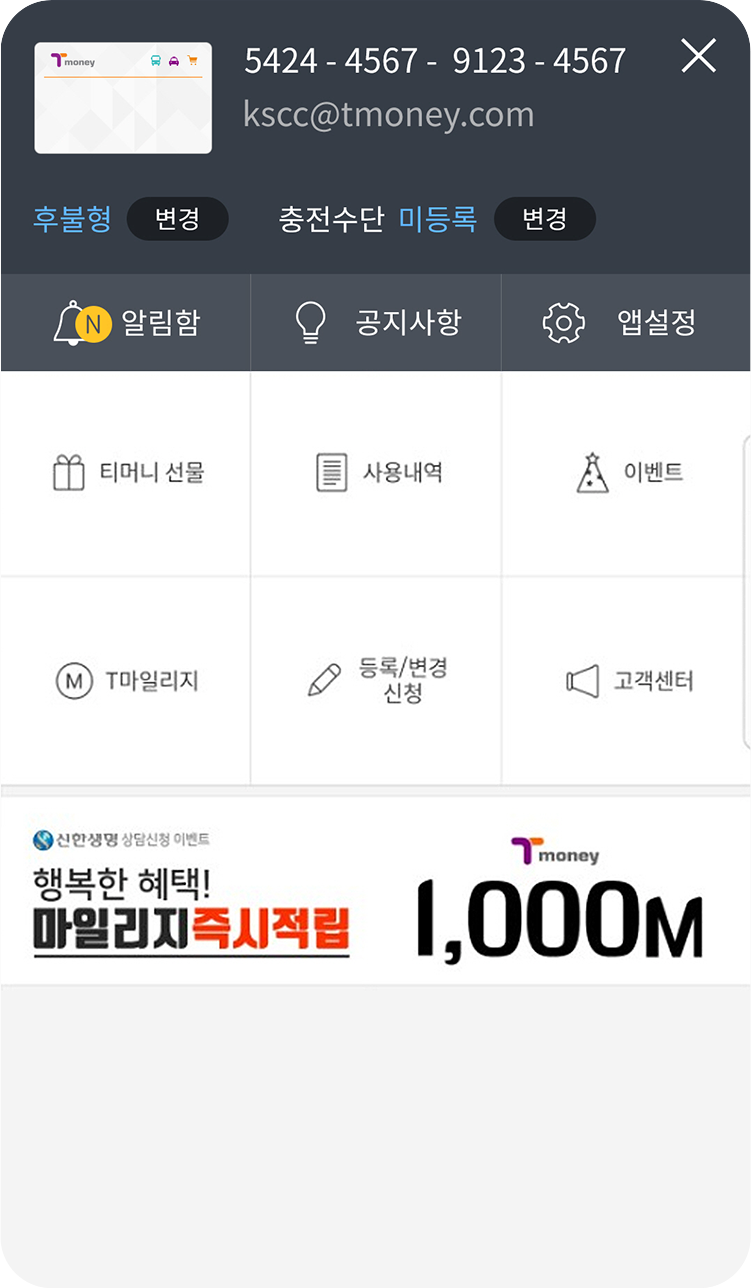 Tmoney
5424 - 4567 - 9123 - 4567
kscc@tmoney.com
후불형 변경 충전수단 미등록 변경
N 알림함 공지사항 앱설정
티머니 선물 사용내역 이벤트
M T마일리지 등록/변경
신청 고객센터
신한생명 상담신청 이벤트
행복한 혜택!
마일리지즉시적립
Tmoney
1,000M